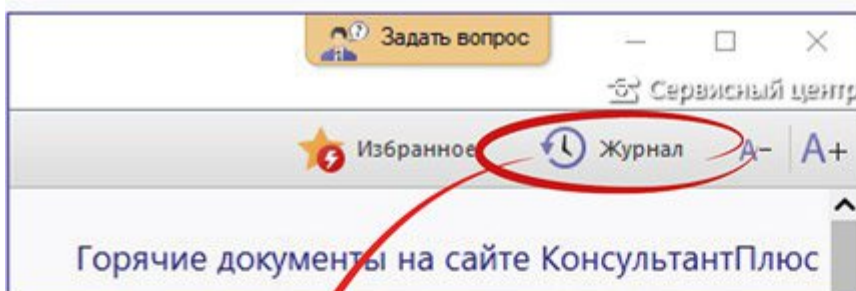 Задать вопрос
Сервисный центр
Избранное Журнал A- A+
Горячие документы на сайте КонсультантПлюс